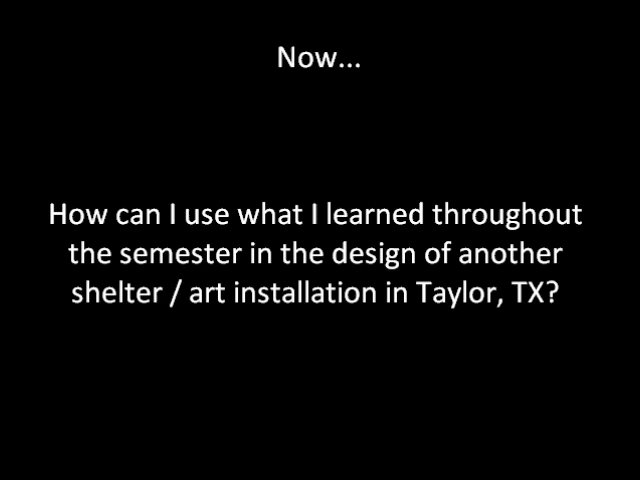 Now...
How can I use what I learned throughout
the semester in the design of another
shelter / art installation in Taylor, TX?